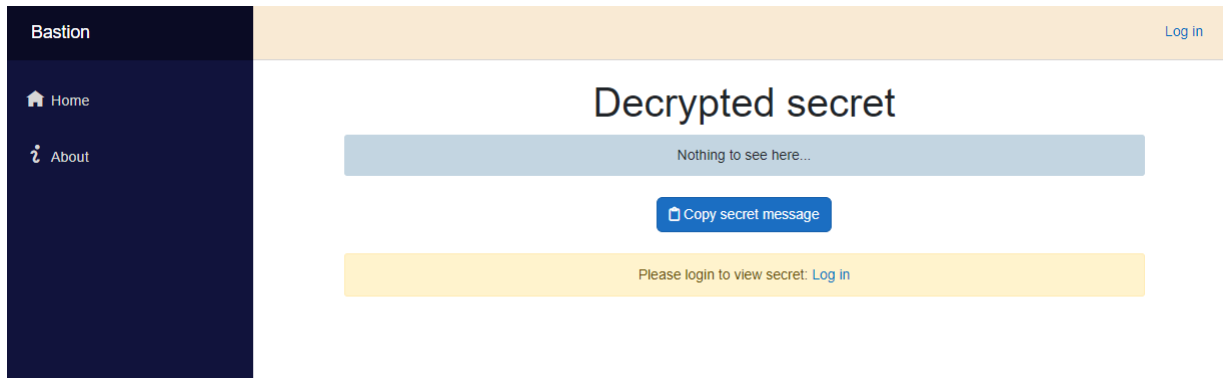 Bastion
Log in
Home
About
Decrypted secret
Nothing to see here...
Copy secret message
Please login to view secret: Log in